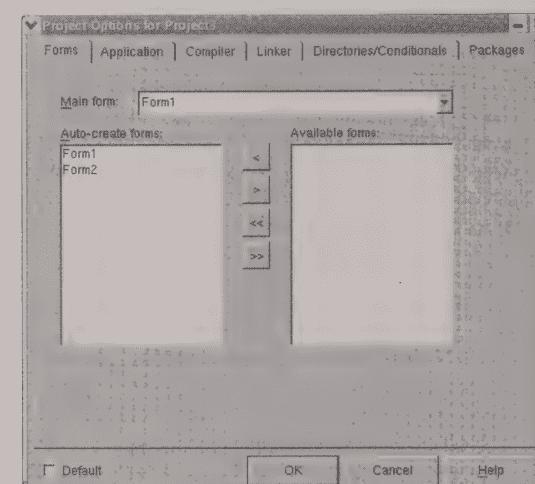 Project Options for Project3
Forms
Application
Compiler
Linker
Directories/Conditionals
Packages
Main form:
Form1
Auto-create forms:
Available forms:
Form1
Form2
<
>
<<
>>
Default
OK
Cancel
Help